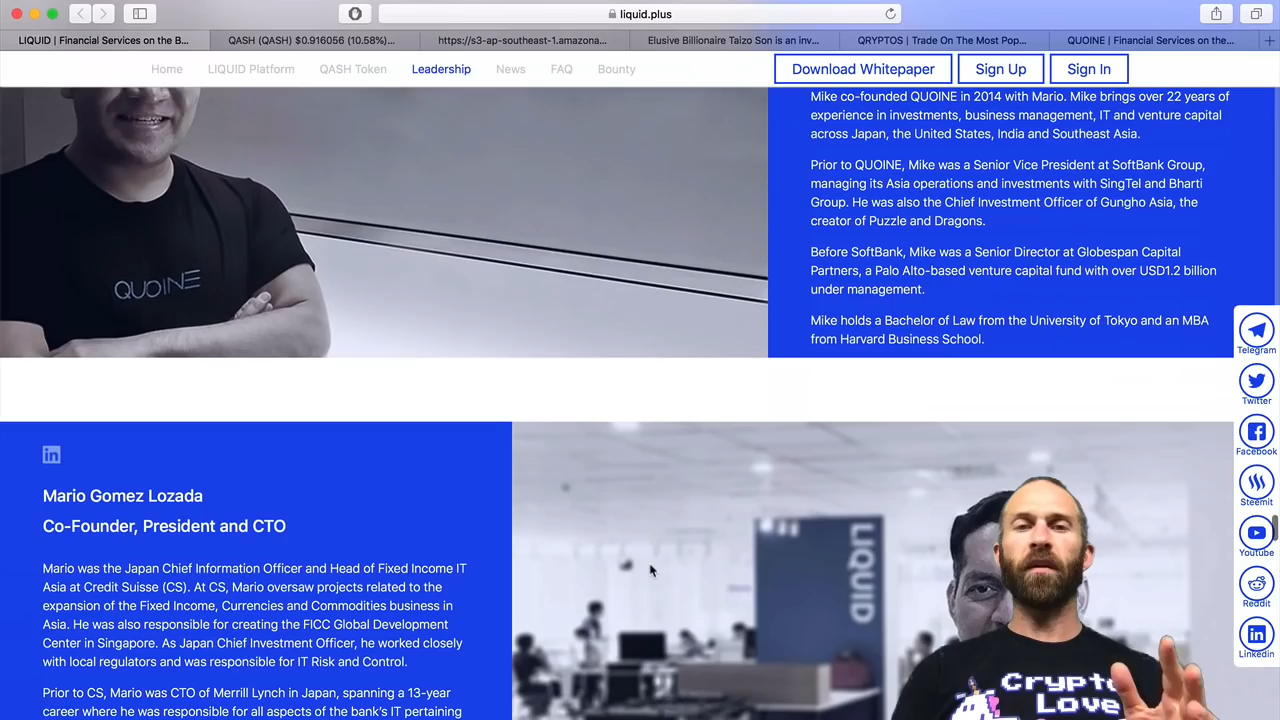 liquid.plus
LIQUID | Financial Services on the B...
QASH (QASH) $0.916056 (10.58%)...
https://s3-ap-southeast-1.amazona...
Elusive Billionaire Taizo Son is an inv...
QRYPTOS | Trade On The Most Pop...
QUOINE | Financial Services on the...
Home
LIQUID Platform
QASH Token
Leadership
News
FAQ
Bounty
Download Whitepaper
Sign Up
Sign In
Mike co-founded QUOINE in 2014 with Mario. Mike brings over 22 years of
experience in investments, business management, IT and venture capital
across Japan, the United States, India and Southeast Asia.
Prior to QUOINE, Mike was a Senior Vice President at SoftBank Group,
managing its Asia operations and investments with SingTel and Bharti
Group. He was also the Chief Investment Officer of Gungho Asia, the
creator of Puzzle and Dragons.
Before SoftBank, Mike was a Senior Director at Globespan Capital
Partners, a Palo Alto-based venture capital fund with over USD1.2 billion
under management.
Mike holds a Bachelor of Law from the University of Tokyo and an MBA
from Harvard Business School.
QUOINE
Telegram
Twitter
Facebook
Steemit
Youtube
Reddit
Linkedin
in
Mario Gomez Lozada
Co-Founder, President and CTO
Mario was the Japan Chief Information Officer and Head of Fixed Income IT
Asia at Credit Suisse (CS). At CS, Mario oversaw projects related to the
expansion of the Fixed Income, Currencies and Commodities business in
Asia. He was also responsible for creating the FICC Global Development
Center in Singapore. As Japan Chief Investment Officer, he worked closely
with local regulators and was responsible for IT Risk and Control.
Prior to CS, Mario was CTO of Merrill Lynch in Japan, spanning a 13-year
career where he was responsible for all aspects of the bank's IT pertaining
LIQUID
Crypto
Love